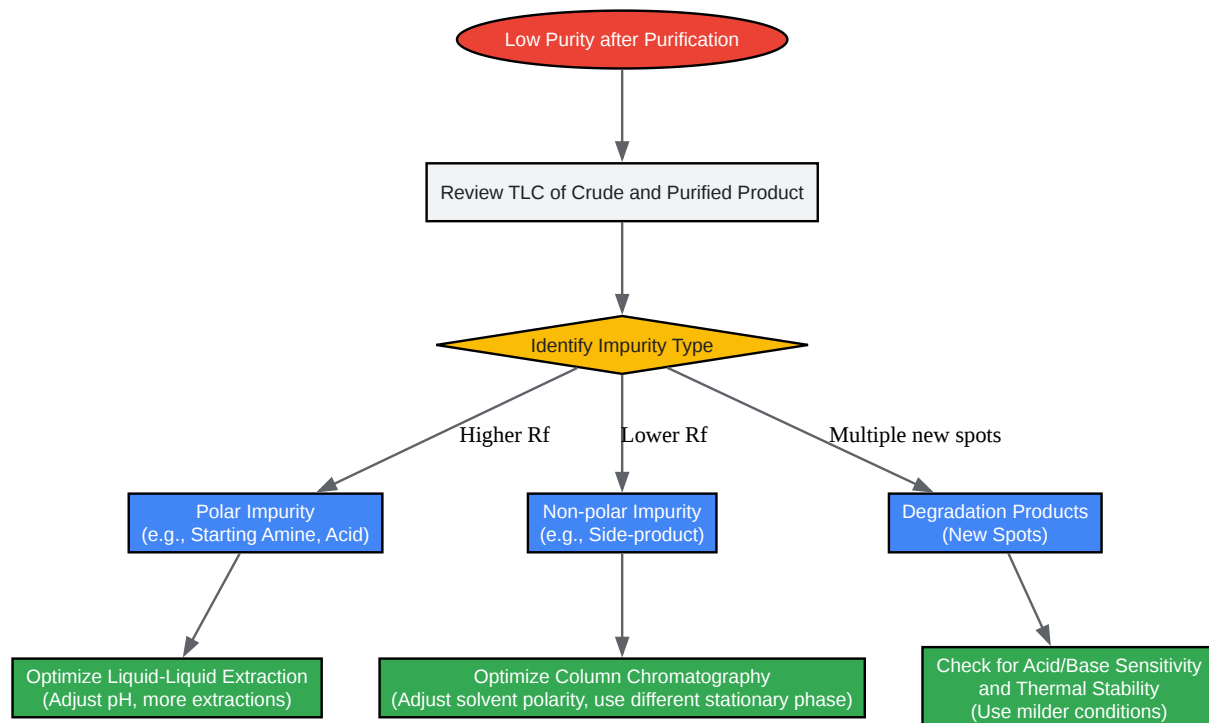 Low Purity after Purification
Review TLC of Crude and Purified Product
Identify Impurity Type
Higher Rf
Lower Rf
Multiple new spots
Polar Impurity
(e.g., Starting Amine, Acid)
Non-polar Impurity
(e.g., Side-product)
Degradation Products
(New Spots)
Optimize Liquid-Liquid Extraction
(Adjust pH, more extractions)
Optimize Column Chromatography
(Adjust solvent polarity, use different stationary phase)
Check for Acid/Base Sensitivity
and Thermal Stability
(Use milder conditions)